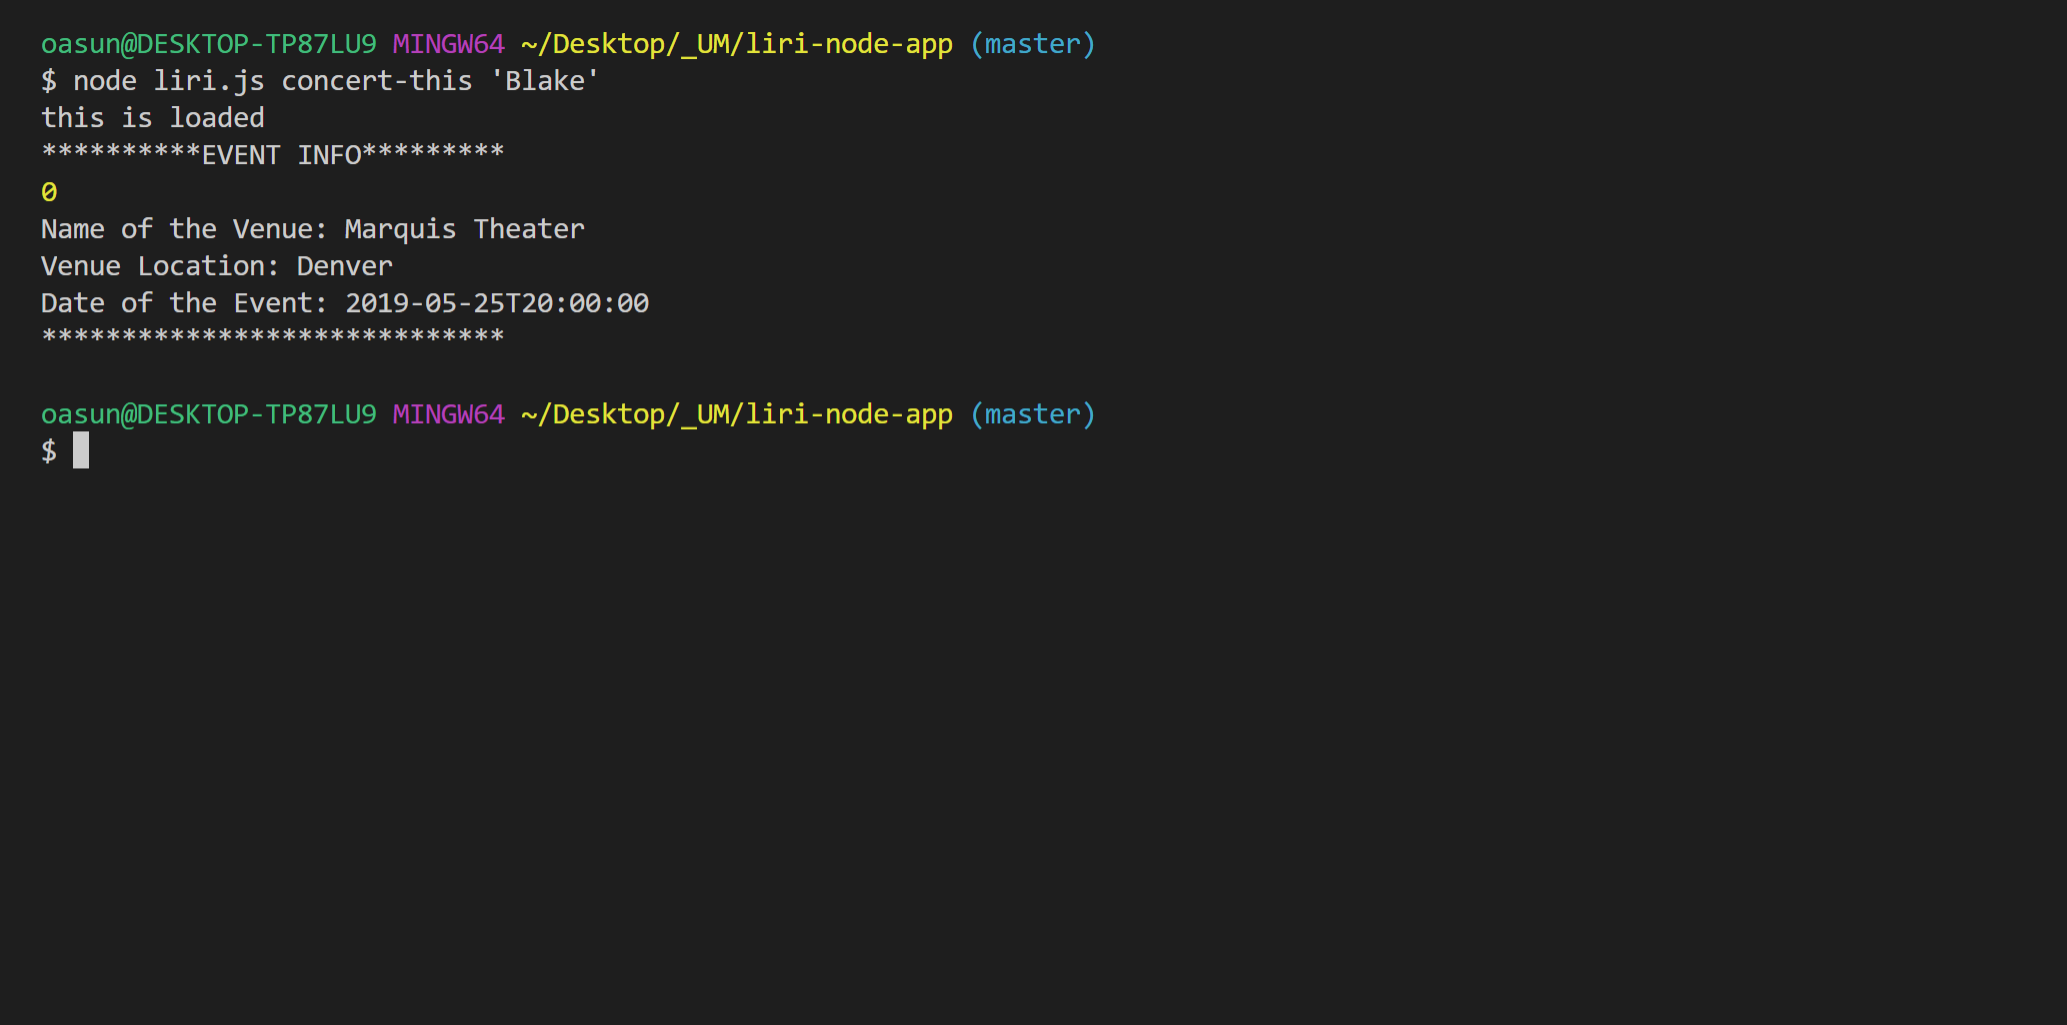 oasun@DESKTOP-TP87LU9 MINGW64 ~/Desktop/_UM/liri-node-app (master)
$ node liri.js concert-this 'Blake'
this is loaded
**********EVENT INFO*********
0
Name of the Venue: Marquis Theater
Venue Location: Denver
Date of the Event: 2019-05-25T20:00:00
*****************************
oasun@DESKTOP-TP87LU9 MINGW64 ~/Desktop/_UM/liri-node-app (master)
$